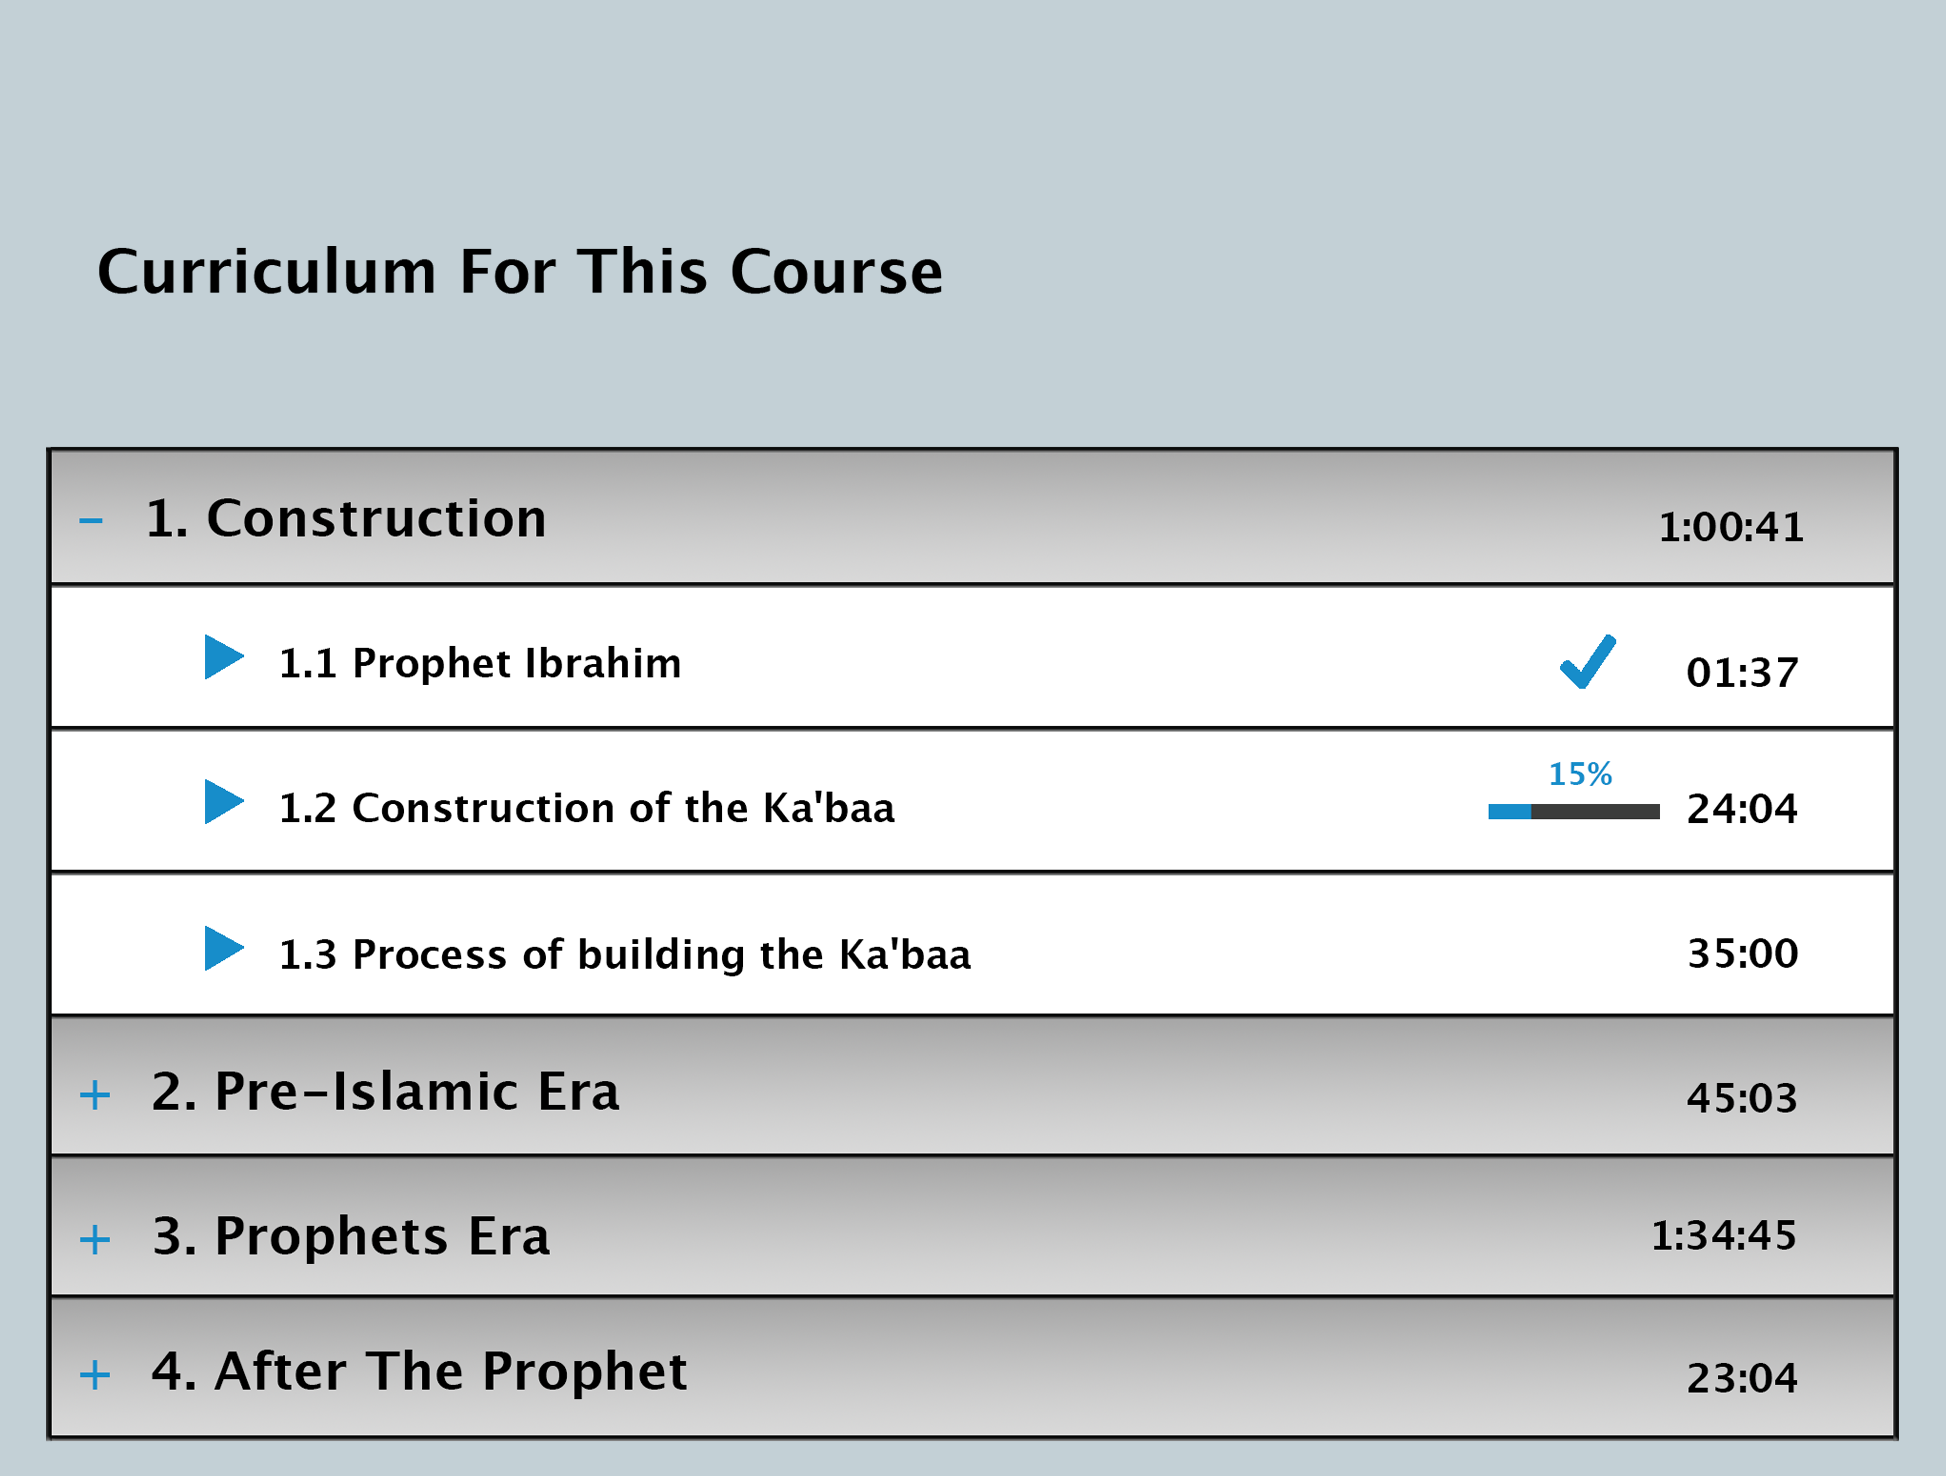 Curriculum For This Course
- 1. Construction 1:00:41
1.1 Prophet Ibrahim 01:37
15%
1.2 Construction of the Ka'baa 24:04
1.3 Process of building the Ka'baa 35:00
+ 2. Pre-Islamic Era 45:03
+ 3. Prophets Era 1:34:45
+ 4. After The Prophet 23:04